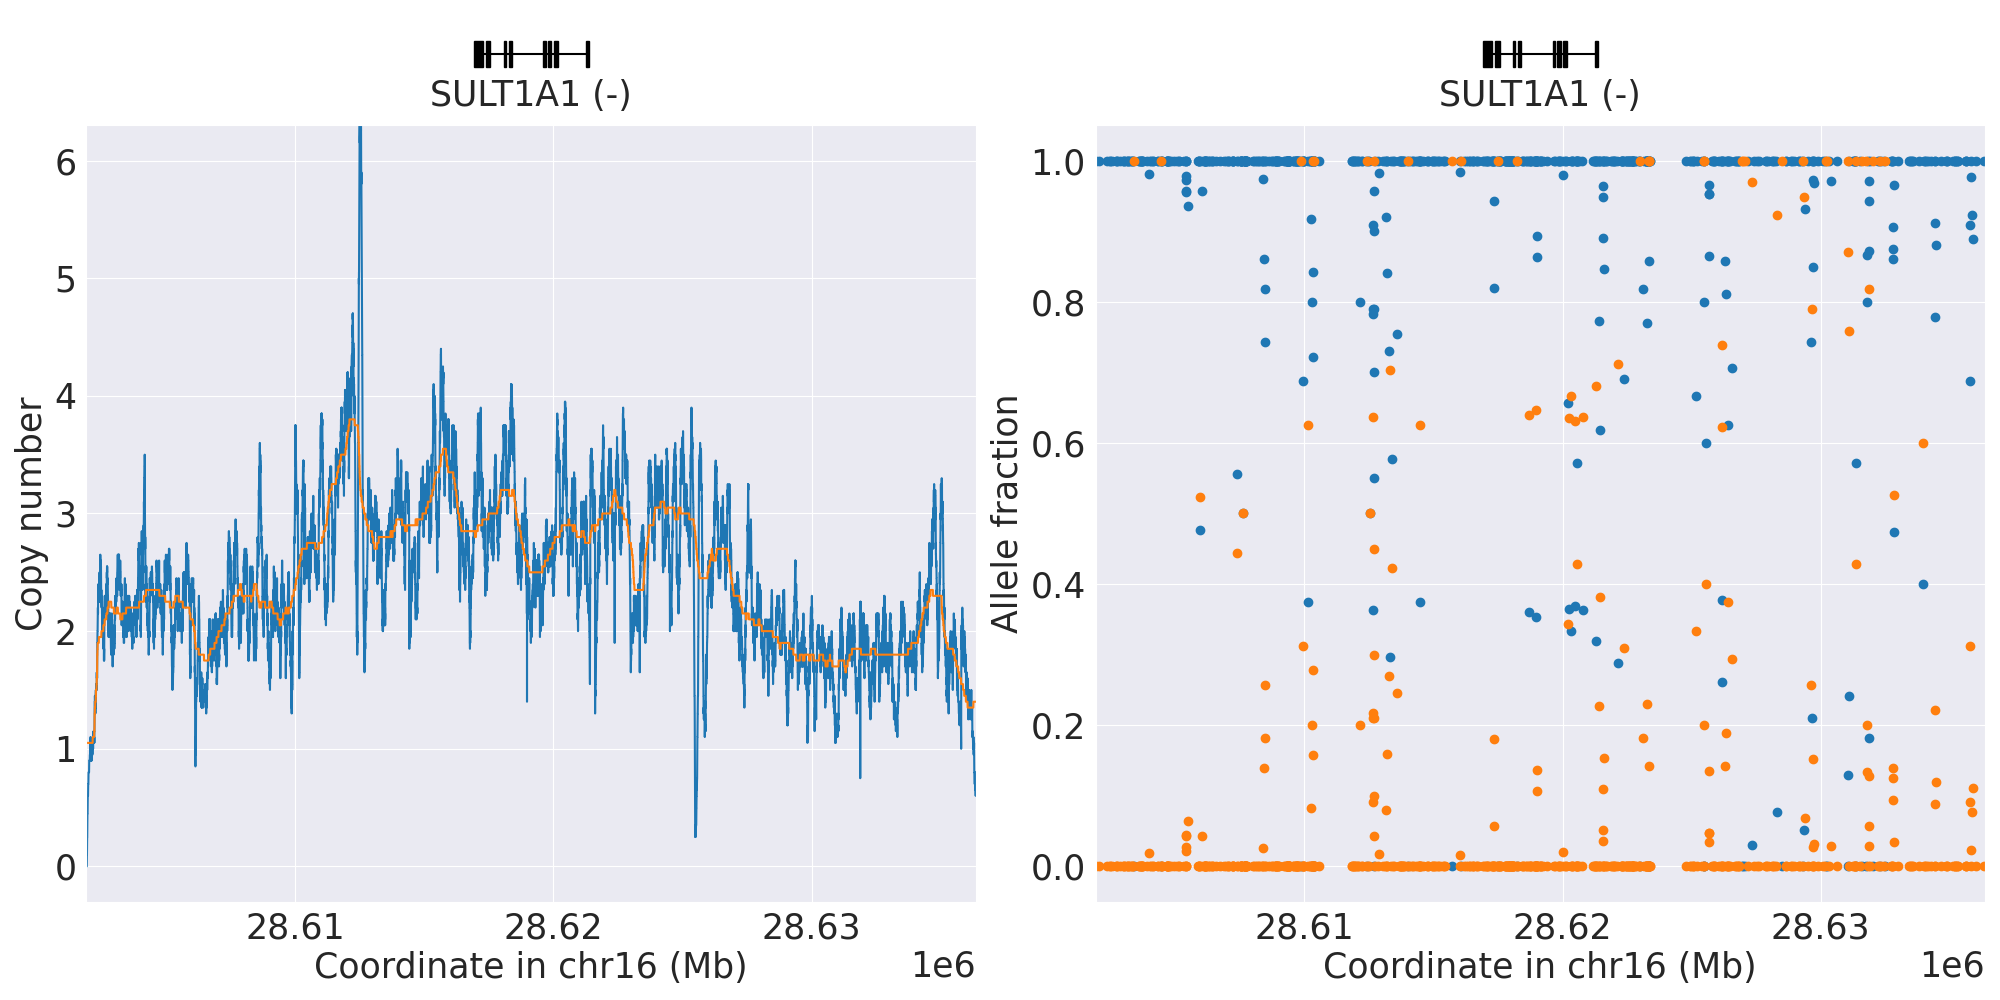 SULT1A1 (-)
Copy number
6
5
4
3
2
1
0
28.61
28.62
28.63
Coordinate in chr16 (Mb)
1e6
SULT1A1 (-)
Allele fraction
1.0
0.8
0.6
0.4
0.2
0.0
28.61
28.62
28.63
Coordinate in chr16 (Mb)
1e6